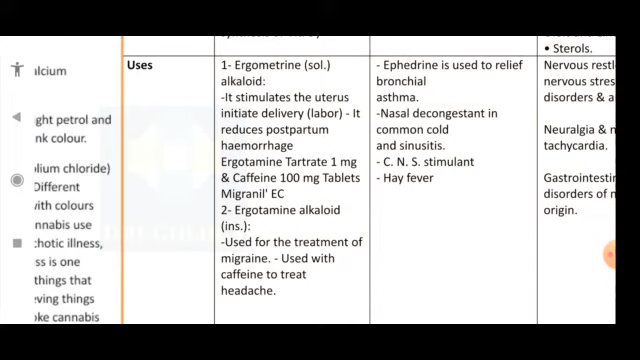 • Sterols.
alcium
ght petrol and
nk colour.
olium chloride)
Different
vith colours
nnabis use
chotic illness,
ss is one
things that
eving things
oke cannabis
Uses
1- Ergometrine (sol.)
alkaloid:
-It stimulates the uterus
initiate delivery (labor) - It
reduces postpartum
haemorrhage
Ergotamine Tartrate 1 mg
& Caffeine 100 mg Tablets
Migranil' EC
2- Ergotamine alkaloid
(ins.):
-Used for the treatment of
migraine. - Used with
caffeine to treat
headache.
- Ephedrine is used to relief
bronchial
asthma.
-Nasal decongestant in
common cold
and sinusitis.
- C. N. S. stimulant
- Hay fever
Nervous restl
nervous stres
disorders & a
Neuralgia & n
tachycardia.
Gastrointestin
disorders of n
origin.